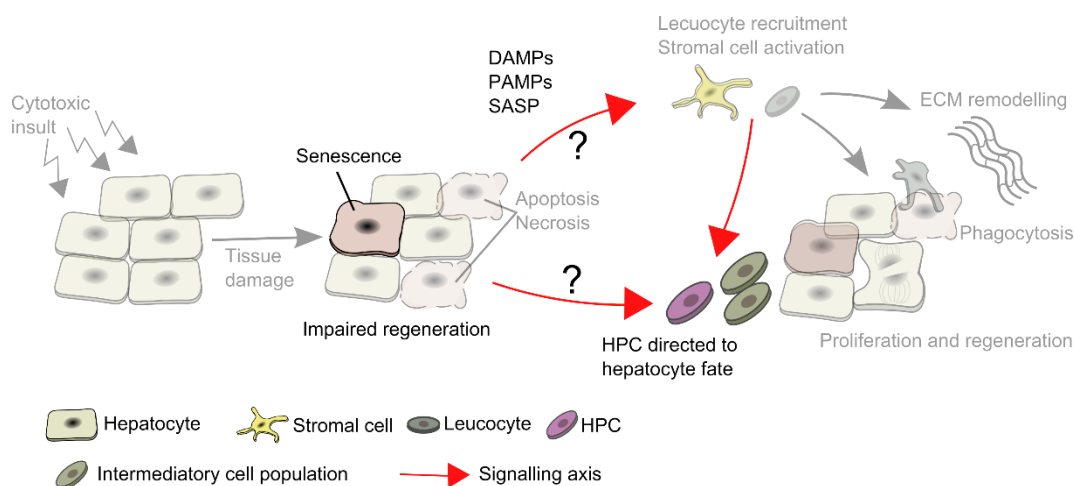 Lecuocyte recruitment
Stromal cell activation
DAMPs
PAMPs
SASP
Cytotoxic
insult
ECM remodelling
?
Senescence
Apoptosis
Necrosis
Phagocytosis
Tissue
damage
?
Impaired regeneration
HPC directed to
hepatocyte fate
Proliferation and regeneration
Hepatocyte
Stromal cell
Leucocyte
HPC
Intermediatory cell population
Signalling axis